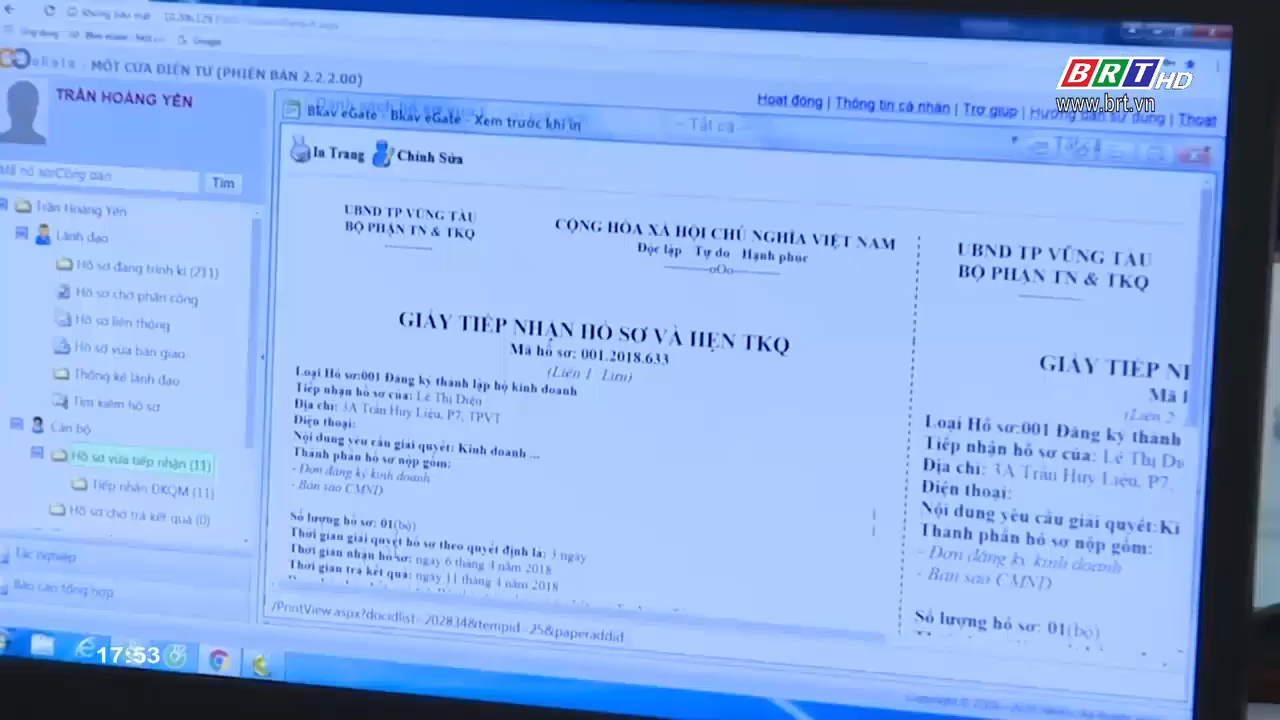 BRT HD
www.brt.vn
MỘT CỬA ĐIỆN TỬ (PHIÊN BẢN 2.2.2.00)
TRẦN HOÀNG YẾN
Hoạt động | Thông tin cá nhân | Trợ giúp | Hướng dẫn sử dụng | Thoát
Bkav eGate - Bkav eGate - Xem trước khi in
Tất cả
In Trang Chỉnh Sửa
Tìm
Trần Hoàng Yến
Lãnh đạo
Hồ sơ đang trình kí (211)
Hồ sơ chờ phân công
Hồ sơ liên thông
Hồ sơ vừa bàn giao
Thống kê lãnh đạo
Tìm kiếm hồ sơ
Cán bộ
Hồ sơ vừa tiếp nhận (11)
Tiếp nhận ĐKQM (11)
Hồ sơ chờ trả kết quả (0)
Tác nghiệp
Báo cáo tổng hợp
UBND TP VŨNG TÀU
BỘ PHẬN TN & TKQ
CỘNG HÒA XÃ HỘI CHỦ NGHĨA VIỆT NAM
Độc lập Tự do Hạnh phúc
oOo
GIẤY TIẾP NHẬN HỒ SƠ VÀ HẸN TKQ
Mã hồ sơ: 001.2018.633
(Liên 1 Lưu)
Loại Hồ sơ:001 Đăng ký thành lập hộ kinh doanh
Tiếp nhận hồ sơ của: Lê Thị Diệu
Địa chỉ: 3A Trần Huy Liệu, P7, TPVT
Điện thoại:
Nội dung yêu cầu giải quyết: Kinh doanh ...
Thành phần hồ sơ nộp gồm:
- Đơn đăng ký kinh doanh
- Bản sao CMND
Số lượng hồ sơ: 01(bộ)
Thời gian giải quyết hồ sơ theo quyết định là: 3 ngày
Thời gian nhận hồ sơ: ngày 6 tháng 4 năm 2018
Thời gian trả kết quả: ngày 11 tháng 4 năm 2018
UBND TP VŨNG TÀU
BỘ PHẬN TN & TKQ
GIẤY TIẾP N
Mã
(Liên 2
Loại Hồ sơ:001 Đăng ký thành
Tiếp nhận hồ sơ của: Lê Thị
Địa chỉ: 3A Trần Huy Liệu, P7.
Điện thoại:
Nội dung yêu cầu giải quyết:Ki
Thành phần hồ sơ nộp gồm:
- Đơn đăng ký kinh doanh
- Bản sao CMND
Số lượng hồ sơ: 01(bộ)
17:53